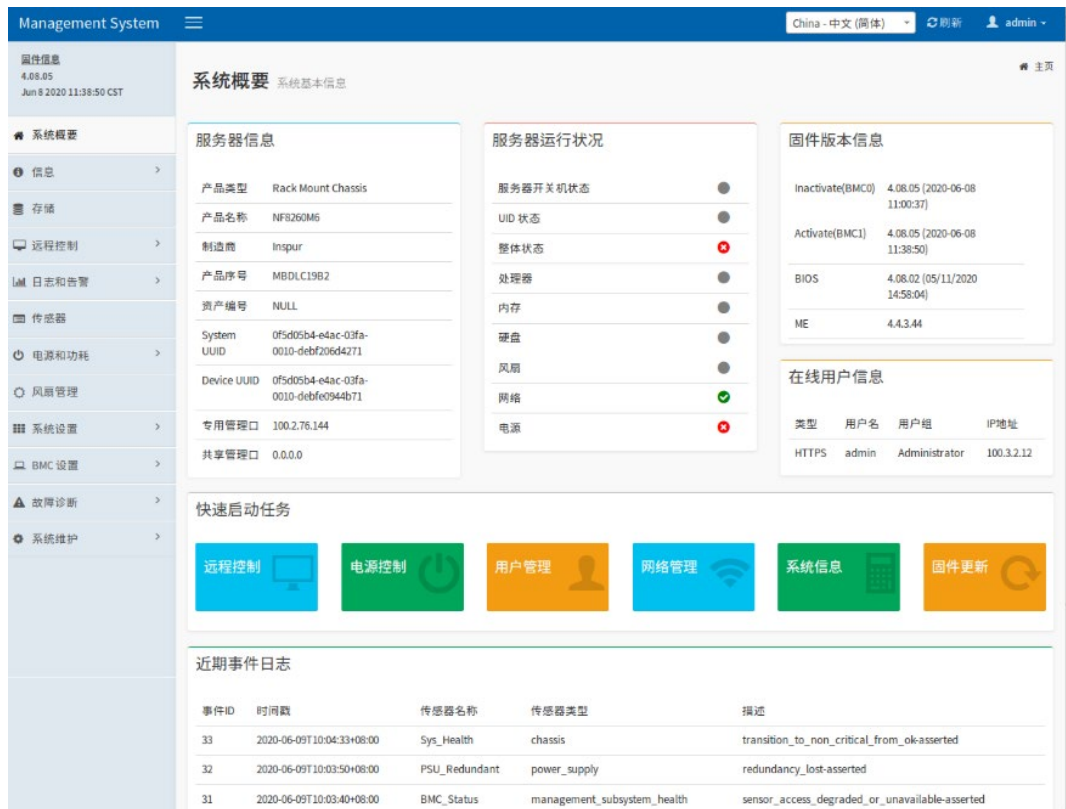 Management System
China - 中文 (简体)
刷新
admin
固件信息
4.08.05
Jun 8 2020 11:38:50 CST
系统概要
信息
存储
远程控制
日志和告警
传感器
电源和功耗
风扇管理
系统设置
BMC 设置
故障诊断
系统维护
系统概要 系统基本信息
主页
服务器信息
产品类型 Rack Mount Chassis
产品名称 NF8260M6
制造商 Inspur
产品序号 MBDLC19B2
资产编号 NULL
System 0f5d05b4-e4ac-03fa-
UUID 0010-debf206d4271
Device UUID 0f5d05b4-e4ac-03fa-
0010-debfe0944b71
专用管理口 100.2.76.144
共享管理口 0.0.0.0
服务器运行状况
服务器开关机状态
UID 状态
整体状态
处理器
内存
硬盘
风扇
网络
电源
固件版本信息
Inactivate(BMC0) 4.08.05 (2020-06-08
11:00:37)
Activate(BMC1) 4.08.05 (2020-06-08
11:38:50)
BIOS 4.08.02 (05/11/2020
14:58:04)
ME 4.4.3.44
在线用户信息
类型 用户名 用户组 IP地址
HTTPS admin Administrator 100.3.2.12
快速启动任务
远程控制 电源控制 用户管理 网络管理 系统信息 固件更新
近期事件日志
事件ID 时间戳 传感器名称 传感器类型 描述
33 2020-06-09T10:04:33+08:00 Sys_Health chassis transition_to_non_critical_from_ok-asserted
32 2020-06-09T10:03:50+08:00 PSU_Redundant power_supply redundancy_lost-asserted
31 2020-06-09T10:03:40+08:00 BMC_Status management_subsystem_health sensor_access_degraded_or_unavailable-asserted